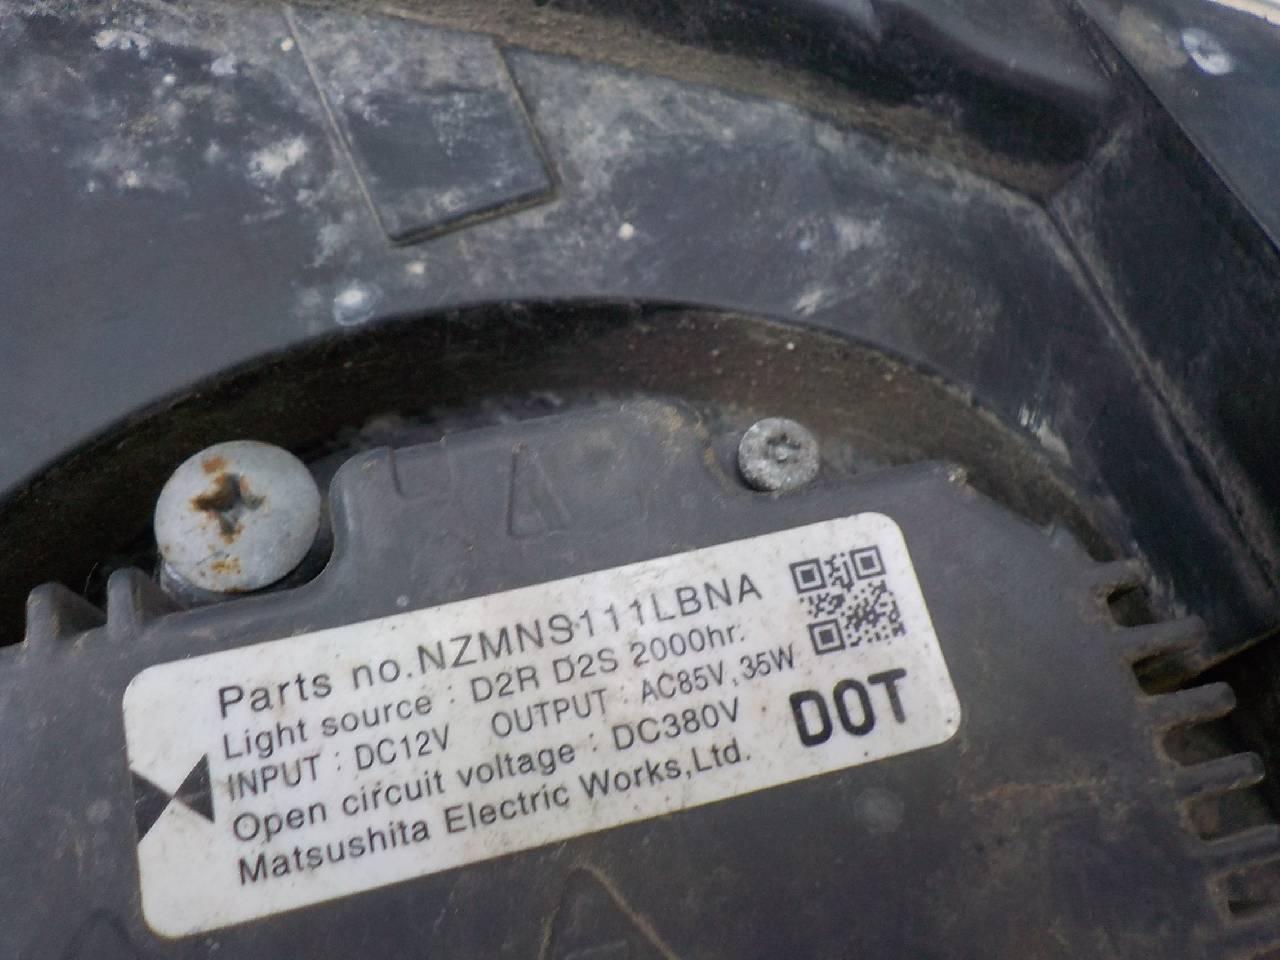 Parts no.NZMNS111LBNA
Light source : D2R D2S 2000hr.
INPUT : DC12V OUTPUT : AC85V, 35W
Open circuit voltage : DC380V
Matsushita Electric Works,Ltd.
DOT